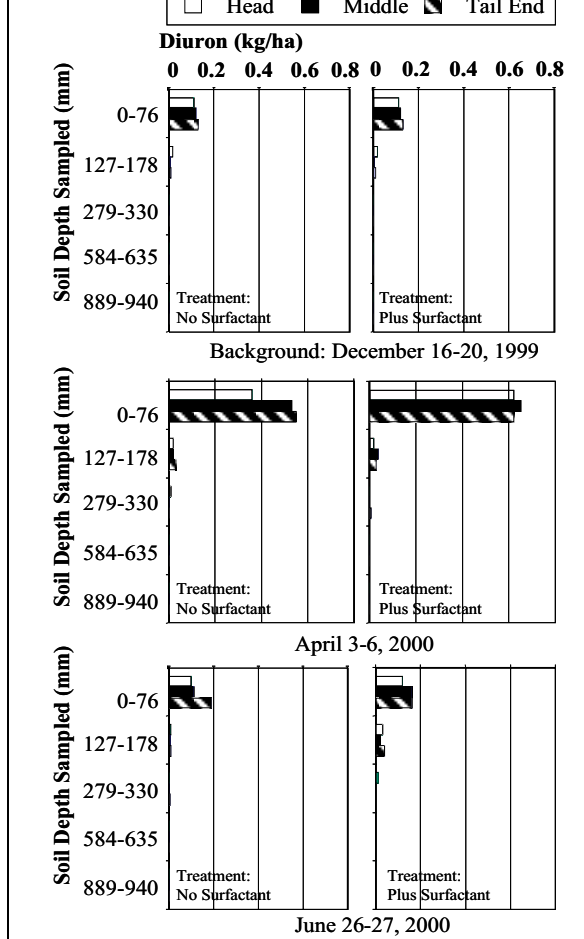 Head Middle Tail End
Diuron (kg/ha)
0 0.2 0.4 0.6 0.8 0 0.2 0.4 0.6 0.8
Soil Depth Sampled (mm)
0-76
127-178
279-330
584-635
889-940
Treatment:
No Surfactant
Treatment:
Plus Surfactant
Background: December 16-20, 1999
Soil Depth Sampled (mm)
0-76
127-178
279-330
584-635
889-940
Treatment:
No Surfactant
Treatment:
Plus Surfactant
April 3-6, 2000
Soil Depth Sampled (mm)
0-76
127-178
279-330
584-635
889-940
Treatment:
No Surfactant
Treatment:
Plus Surfactant
June 26-27, 2000